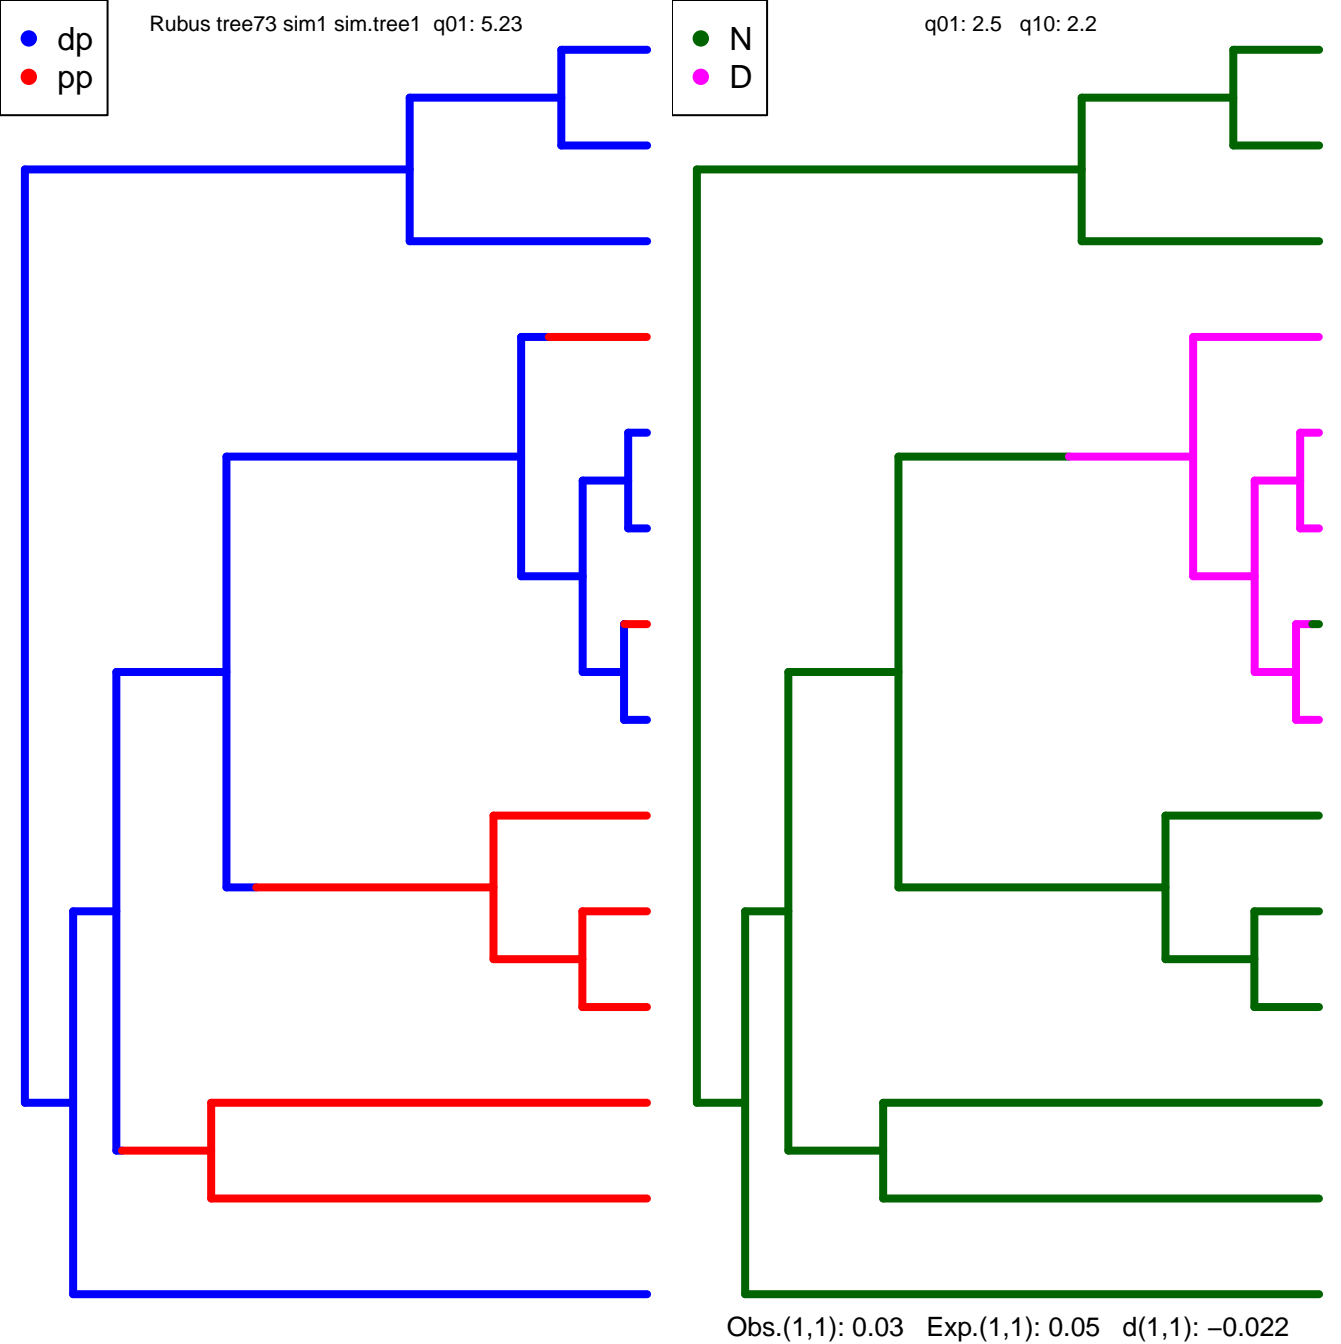 Rubus tree73 sim1 sim.tree1 q01: 5.23
dp
pp
q01: 2.5 q10: 2.2
N
D
Obs.(1,1): 0.03 Exp.(1,1): 0.05 d(1,1): −0.022